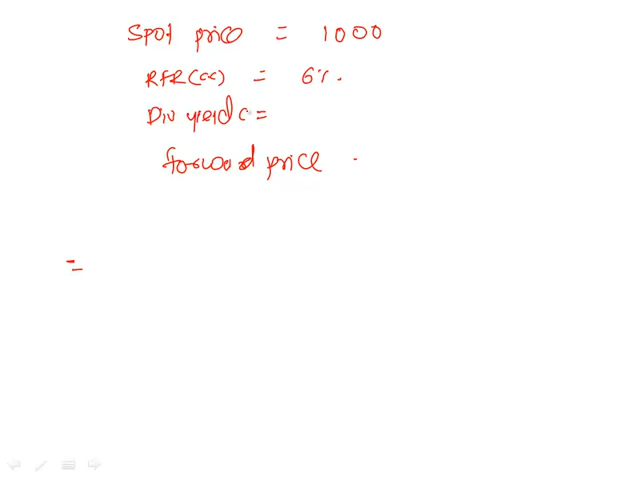 Spot price = 1000
RFR(cc) = 6%.
Div yield c =
forward price
=